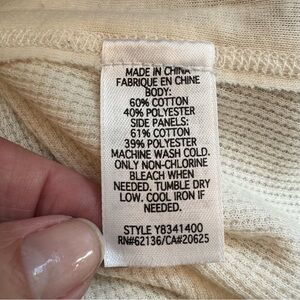 MADE IN CHINA
FABRIQUE EN CHINE
BODY:
60% COTTON
40% POLYESTER
SIDE PANELS:
61% COTTON
39% POLYESTER
MACHINE WASH COLD.
ONLY NON-CHLORINE
BLEACH WHEN
NEEDED. TUMBLE DRY
LOW. COOL IRON IF
NEEDED.
STYLE Y8341400
RN#62136/CA#20625